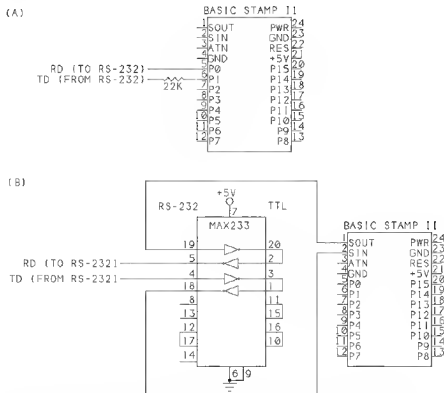 (A)
BASIC STAMP II
1 SOUT PWR 24
2 SIN GND 23
3 ATN RES 22
4 GND +5V 21
RD (TO RS-232) 5 P0 P15 20
TD (FROM RS-232) 22K 6 P1 P14 19
7 P2 P13 18
8 P3 P12 17
9 P4 P11 16
10 P5 P10 15
11 P6 P9 14
12 P7 P8 13
(B)
+5V
RS-232 7 TTL
MAX233
19 20
RD (TO RS-232) 5 2
TD (FROM RS-232) 4 3
18 1
8 11
13 15
12 16
17 10
14
6 9
BASIC STAMP II
1 SOUT PWR 24
2 SIN GND 23
3 ATN RES 22
4 GND +5V 21
5 P0 P15 20
6 P1 P14 19
7 P2 P13 18
8 P3 P12 17
9 P4 P11 16
10 P5 P10 15
11 P6 P9 14
12 P7 P8 13